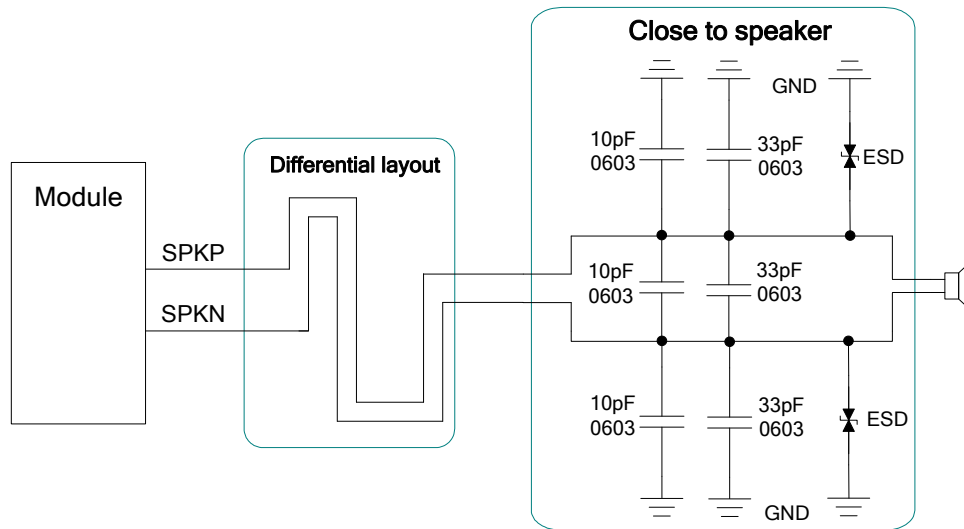 Close to speaker
GND
10pF
0603
33pF
0603
ESD
Differential layout
Module
SPKP
SPKN
10pF
0603
33pF
0603
10pF
0603
33pF
0603
ESD
GND